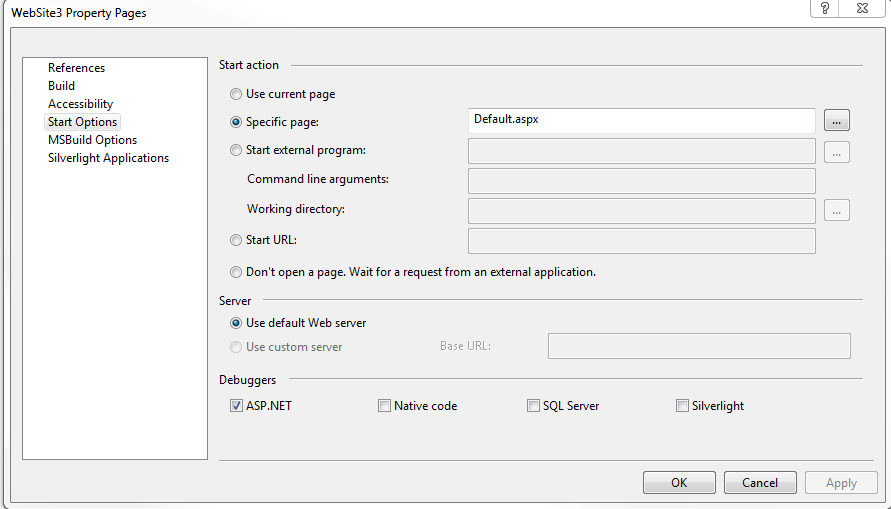 WebSite3 Property Pages
?
References
Build
Accessibility
Start Options
MSBuild Options
Silverlight Applications
Start action
Use current page
Specific page: Default.aspx ...
Start external program: ...
Command line arguments:
Working directory: ...
Start URL:
Don't open a page. Wait for a request from an external application.
Server
Use default Web server
Use custom server Base URL:
Debuggers
ASP.NET Native code SQL Server Silverlight
OK Cancel Apply